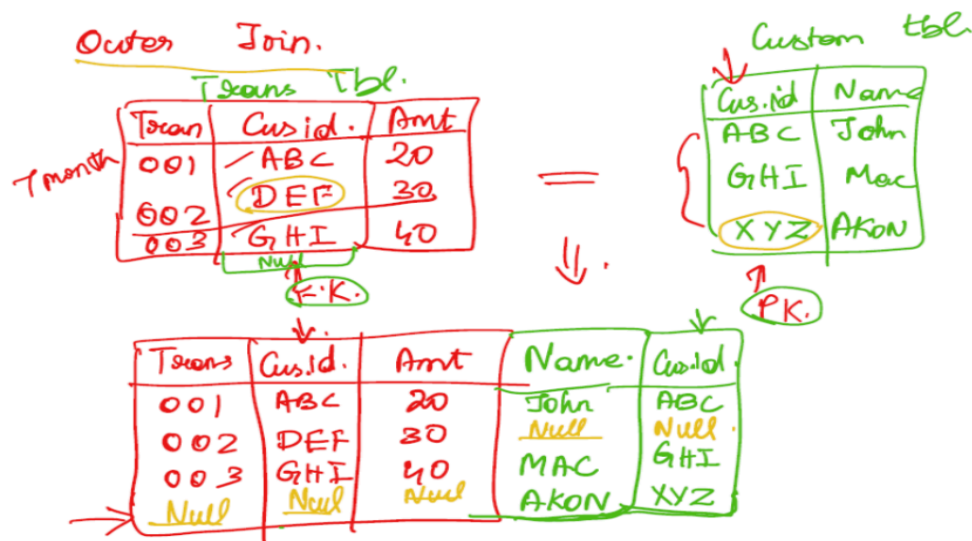 Outer Join.
Trans Tbl.
Custom tbl.
Tran Cus id. Amt
001 ABC 20
DEF 30
002
003 GHI 40
Null
F.K.
7 month
=
Cus.id Name
ABC John
GHI Mac
XYZ AKON
PK.
Trans Cus.id. Amt Name. Cus.id.
001 ABC 20 John ABC
002 DEF 30 Null Null.
003 GHI 40 MAC GHI
Null Null Null AKON XYZ